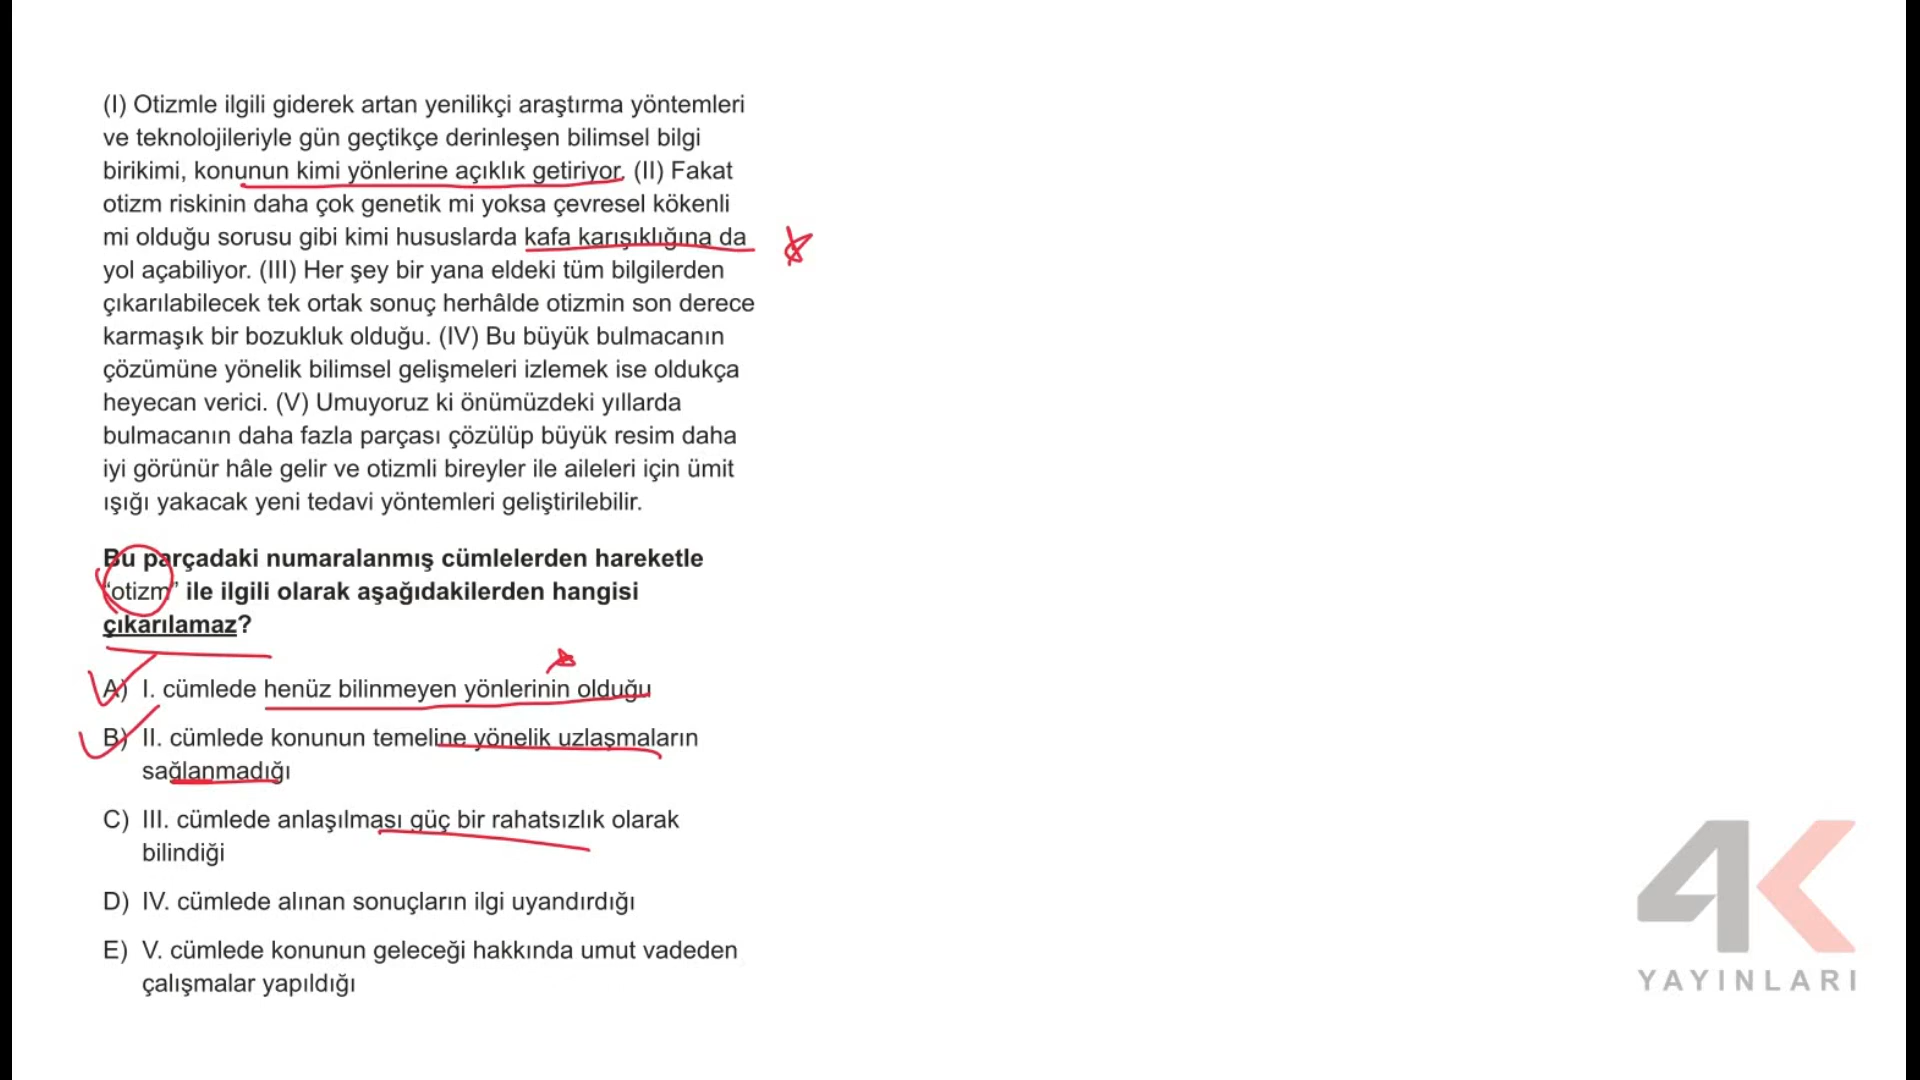 (I) Otizmle ilgili giderek artan yenilikçi araştırma yöntemleri
ve teknolojileriyle gün geçtikçe derinleşen bilimsel bilgi
birikimi, konunun kimi yönlerine açıklık getiriyor. (II) Fakat
otizm riskinin daha çok genetik mi yoksa çevresel kökenli
mi olduğu sorusu gibi kimi hususlarda kafa karışıklığına da
yol açabiliyor. (III) Her şey bir yana eldeki tüm bilgilerden
çıkarılabilecek tek ortak sonuç herhâlde otizmin son derece
karmaşık bir bozukluk olduğu. (IV) Bu büyük bulmacanın
çözümüne yönelik bilimsel gelişmeleri izlemek ise oldukça
heyecan verici. (V) Umuyoruz ki önümüzdeki yıllarda
bulmacanın daha fazla parçası çözülüp büyük resim daha
iyi görünür hâle gelir ve otizmli bireyler ile aileleri için ümit
ışığı yakacak yeni tedavi yöntemleri geliştirilebilir.
Bu parçadaki numaralanmış cümlelerden hareketle
“otizm” ile ilgili olarak aşağıdakilerden hangisi
çıkarılamaz?
A) I. cümlede henüz bilinmeyen yönlerinin olduğu
B) II. cümlede konunun temeline yönelik uzlaşmaların
sağlanmadığı
C) III. cümlede anlaşılması güç bir rahatsızlık olarak
bilindiği
D) IV. cümlede alınan sonuçların ilgi uyandırdığı
E) V. cümlede konunun geleceği hakkında umut vadeden
çalışmalar yapıldığı
4K
YAYINLARI